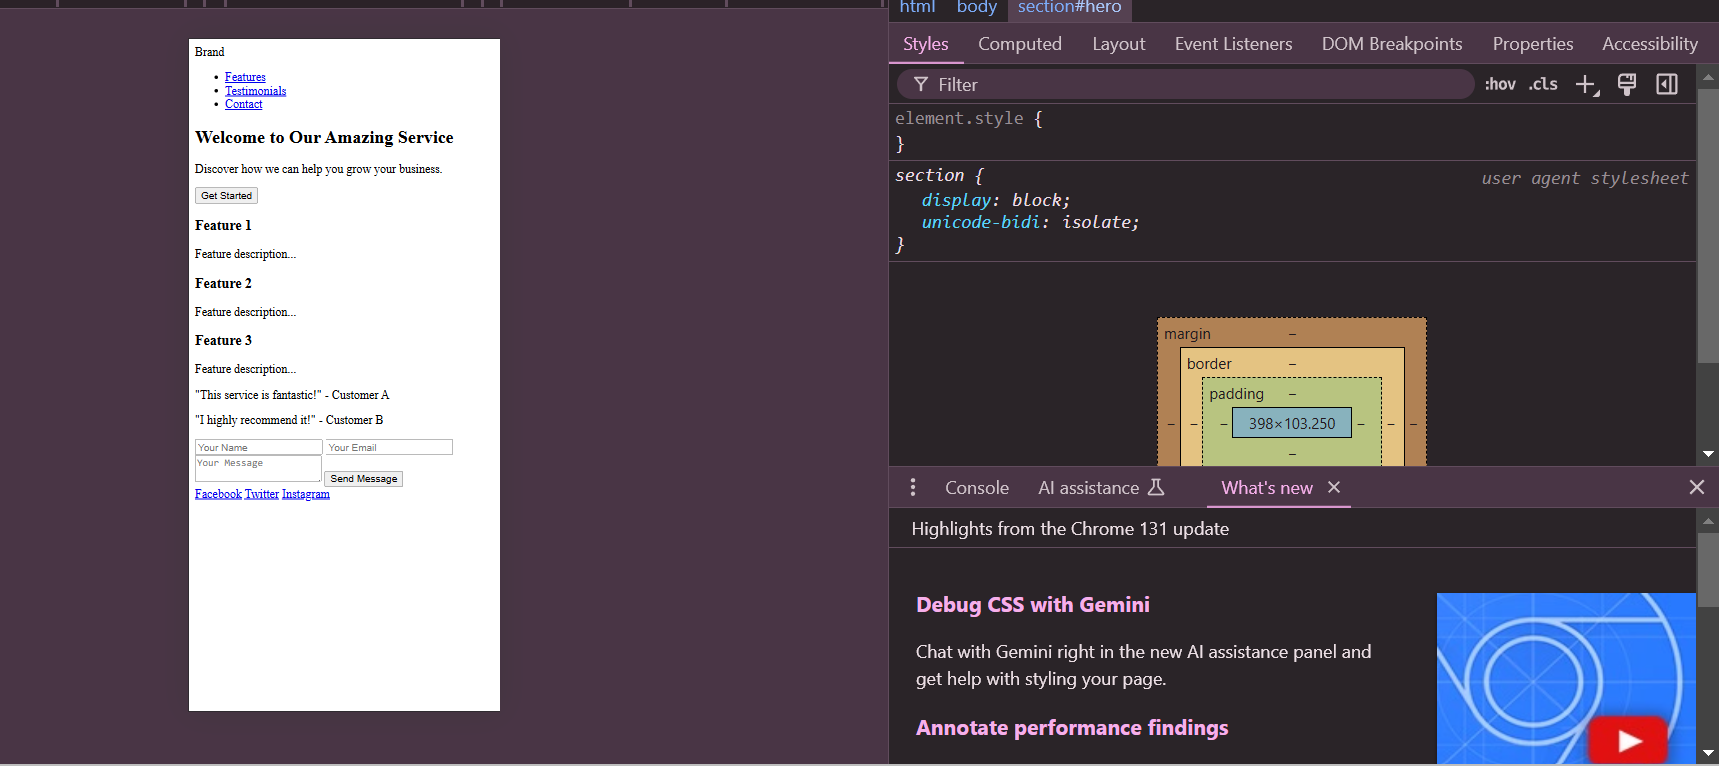 Brand
Features
Testimonials
Contact
Welcome to Our Amazing Service
Discover how we can help you grow your business.
Get Started
Feature 1
Feature description...
Feature 2
Feature description...
Feature 3
Feature description...
"This service is fantastic!" - Customer A
"I highly recommend it!" - Customer B
Your Name Your Email
Your Message Send Message
Facebook Twitter Instagram
html body section#hero
Styles Computed Layout Event Listeners DOM Breakpoints Properties Accessibility
Filter :hov .cls
element.style {
}
section { user agent stylesheet
display: block;
unicode-bidi: isolate;
}
margin –
border –
padding –
– – – 398×103.250 – – –
–
Console AI assistance What's new
Highlights from the Chrome 131 update
Debug CSS with Gemini
Chat with Gemini right in the new AI assistance panel and
get help with styling your page.
Annotate performance findings